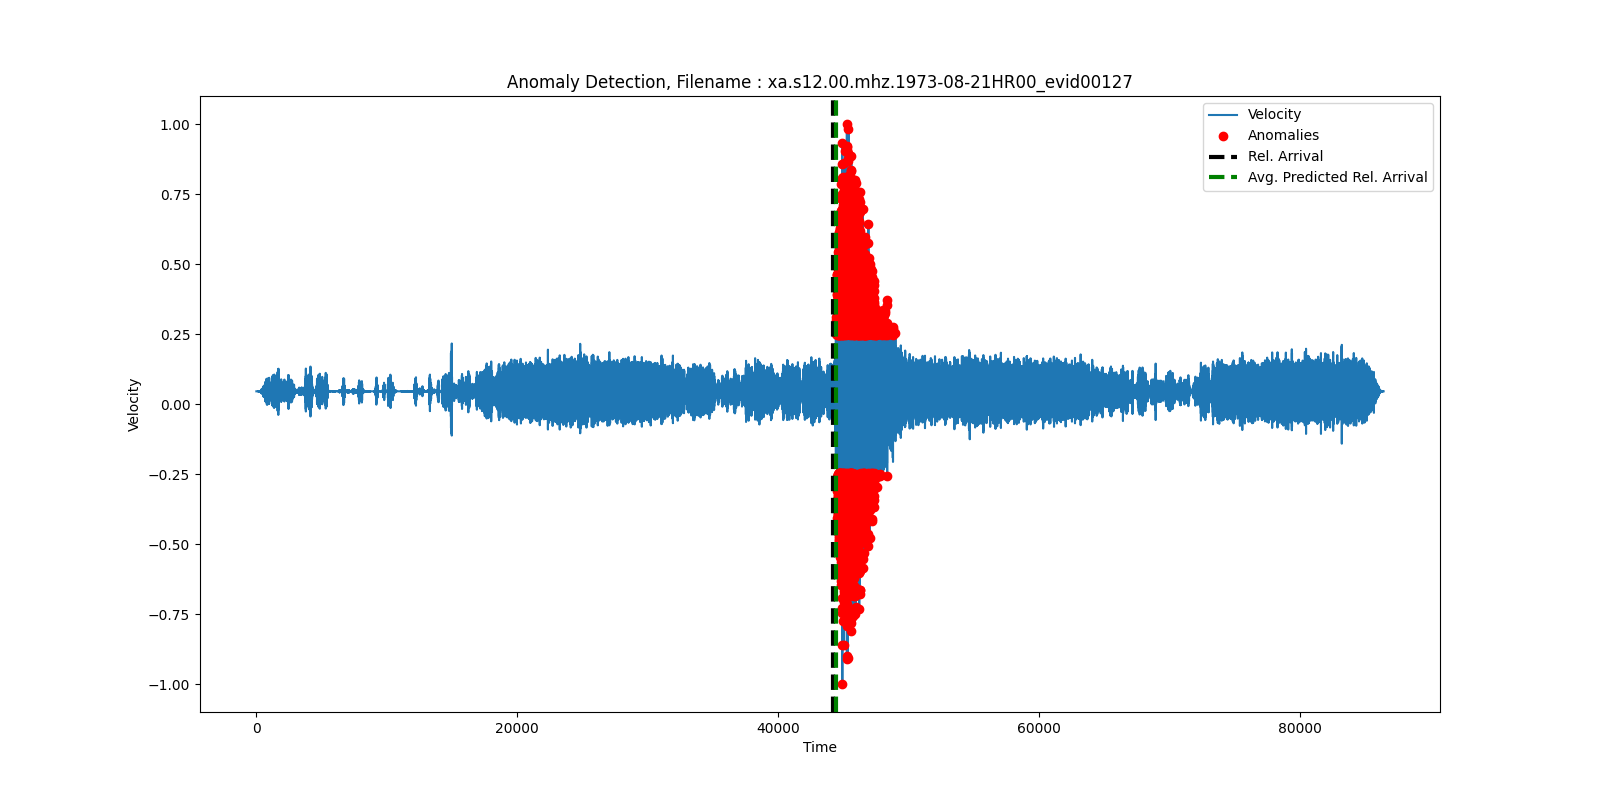 Anomaly Detection, Filename : xa.s12.00.mhz.1973-08-21HR00_evid00127
Velocity
Anomalies
Rel. Arrival
Avg. Predicted Rel. Arrival
1.00
0.75
0.50
0.25
0.00
−0.25
−0.50
−0.75
−1.00
Velocity
0
20000
40000
60000
80000
Time